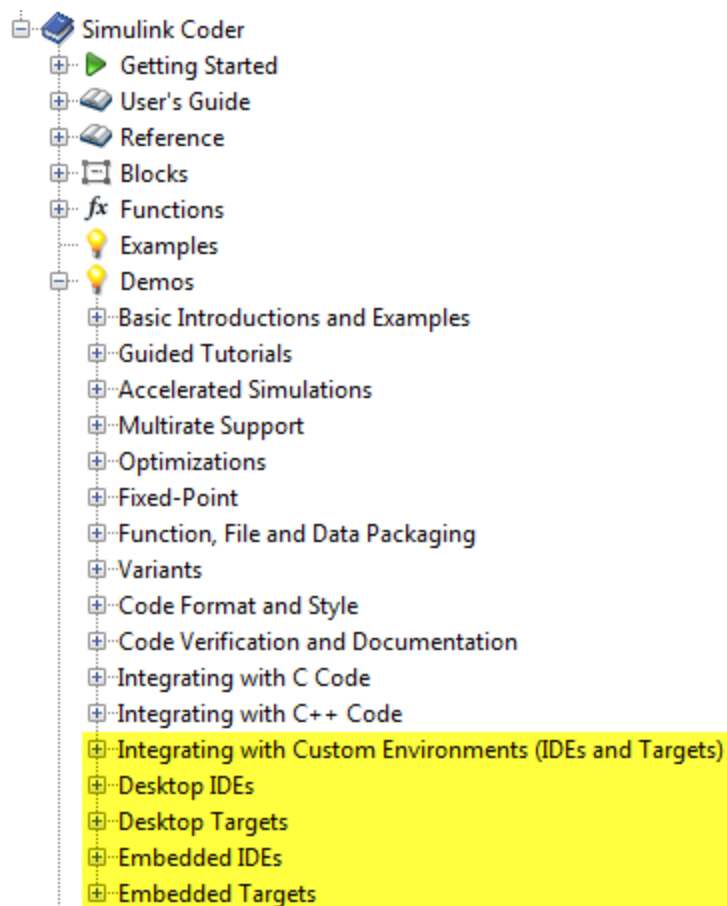 Simulink Coder
Getting Started
User's Guide
Reference
Blocks
fx Functions
Examples
Demos
Basic Introductions and Examples
Guided Tutorials
Accelerated Simulations
Multirate Support
Optimizations
Fixed-Point
Function, File and Data Packaging
Variants
Code Format and Style
Code Verification and Documentation
Integrating with C Code
Integrating with C++ Code
Integrating with Custom Environments (IDEs and Targets)
Desktop IDEs
Desktop Targets
Embedded IDEs
Embedded Targets